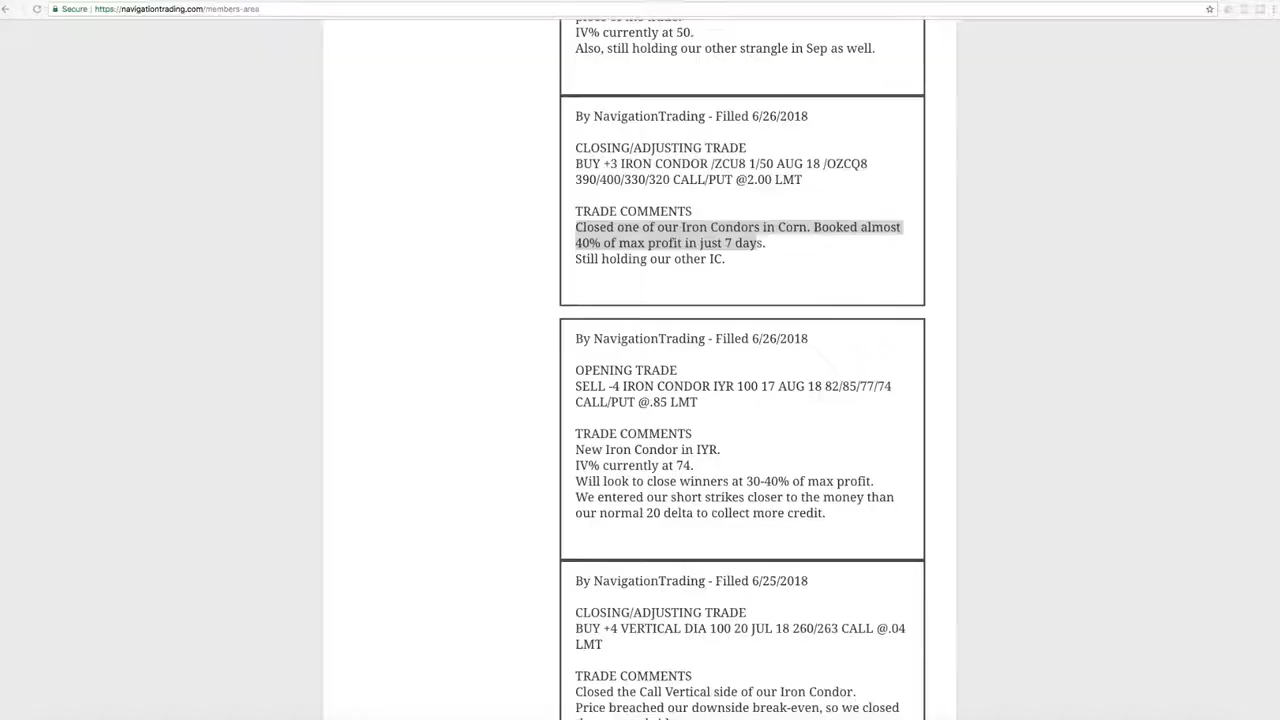 Secure | https://navigationtrading.com/members-area
piece of the trade.
IV% currently at 50.
Also, still holding our other strangle in Sep as well.
By NavigationTrading - Filled 6/26/2018
CLOSING/ADJUSTING TRADE
BUY +3 IRON CONDOR /ZCU8 1/50 AUG 18 /OZCQ8
390/400/330/320 CALL/PUT @2.00 LMT
TRADE COMMENTS
Closed one of our Iron Condors in Corn. Booked almost
40% of max profit in just 7 days.
Still holding our other IC.
By NavigationTrading - Filled 6/26/2018
OPENING TRADE
SELL -4 IRON CONDOR IYR 100 17 AUG 18 82/85/77/74
CALL/PUT @.85 LMT
TRADE COMMENTS
New Iron Condor in IYR.
IV% currently at 74.
Will look to close winners at 30-40% of max profit.
We entered our short strikes closer to the money than
our normal 20 delta to collect more credit.
By NavigationTrading - Filled 6/25/2018
CLOSING/ADJUSTING TRADE
BUY +4 VERTICAL DIA 100 20 JUL 18 260/263 CALL @.04
LMT
TRADE COMMENTS
Closed the Call Vertical side of our Iron Condor.
Price breached our downside break-even, so we closed